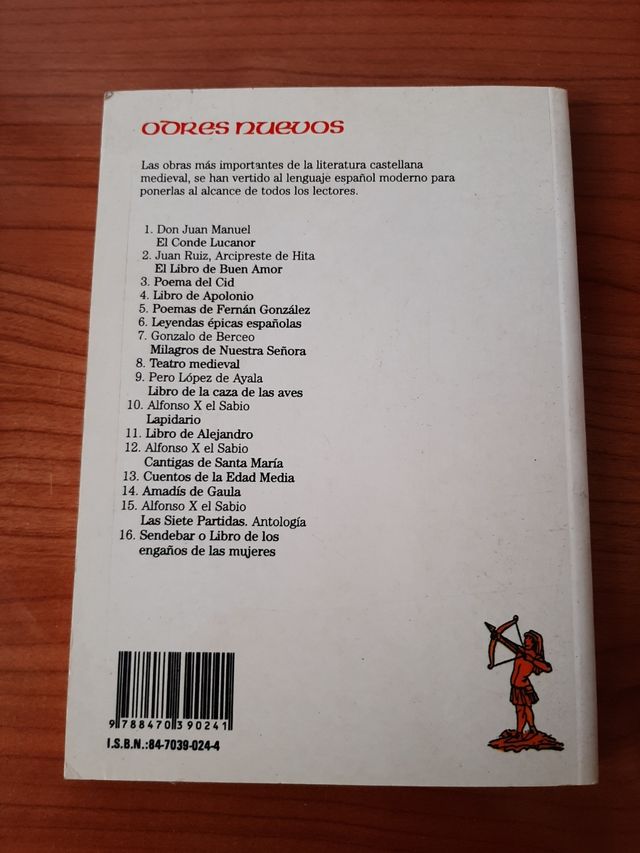 ODRES NUEVOS
Las obras más importantes de la literatura castellana
medieval, se han vertido al lenguaje español moderno para
ponerlas al alcance de todos los lectores.
1. Don Juan Manuel
El Conde Lucanor
2. Juan Ruiz, Arcipreste de Hita
El Libro de Buen Amor
3. Poema del Cid
4. Libro de Apolonio
5. Poemas de Fernán González
6. Leyendas épicas españolas
7. Gonzalo de Berceo
Milagros de Nuestra Señora
8. Teatro medieval
9. Pero López de Ayala
Libro de la caza de las aves
10. Alfonso X el Sabio
Lapidario
11. Libro de Alejandro
12. Alfonso X el Sabio
Cantigas de Santa María
13. Cuentos de la Edad Media
14. Amadís de Gaula
15. Alfonso X el Sabio
Las Siete Partidas. Antología
16. Sendebar o Libro de los
engaños de las mujeres
9 788470 390241
I.S.B.N.:84-7039-024-4